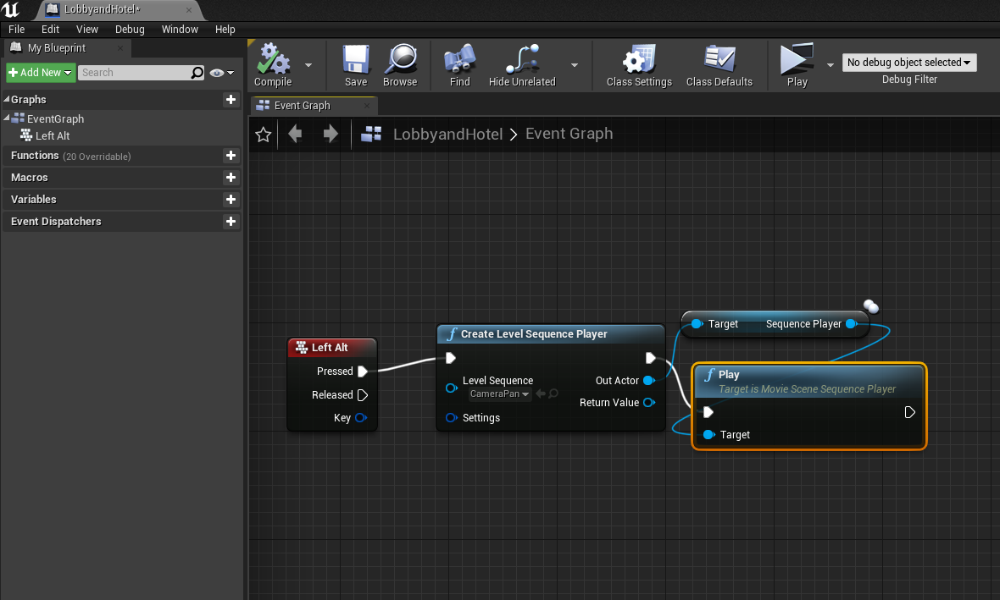 LobbyandHotel*
File Edit View Debug Window Help
My Blueprint
Add New Search
Graphs
EventGraph
Left Alt
Functions (20 Overridable)
Macros
Variables
Event Dispatchers
Compile Save Browse Find Hide Unrelated Class Settings Class Defaults Play
No debug object selected
Debug Filter
Event Graph
LobbyandHotel > Event Graph
Left Alt
Pressed
Released
Key
f Create Level Sequence Player
Level Sequence
CameraPan
Settings
Out Actor
Return Value
Target Sequence Player
f Play
Target is Movie Scene Sequence Player
Target